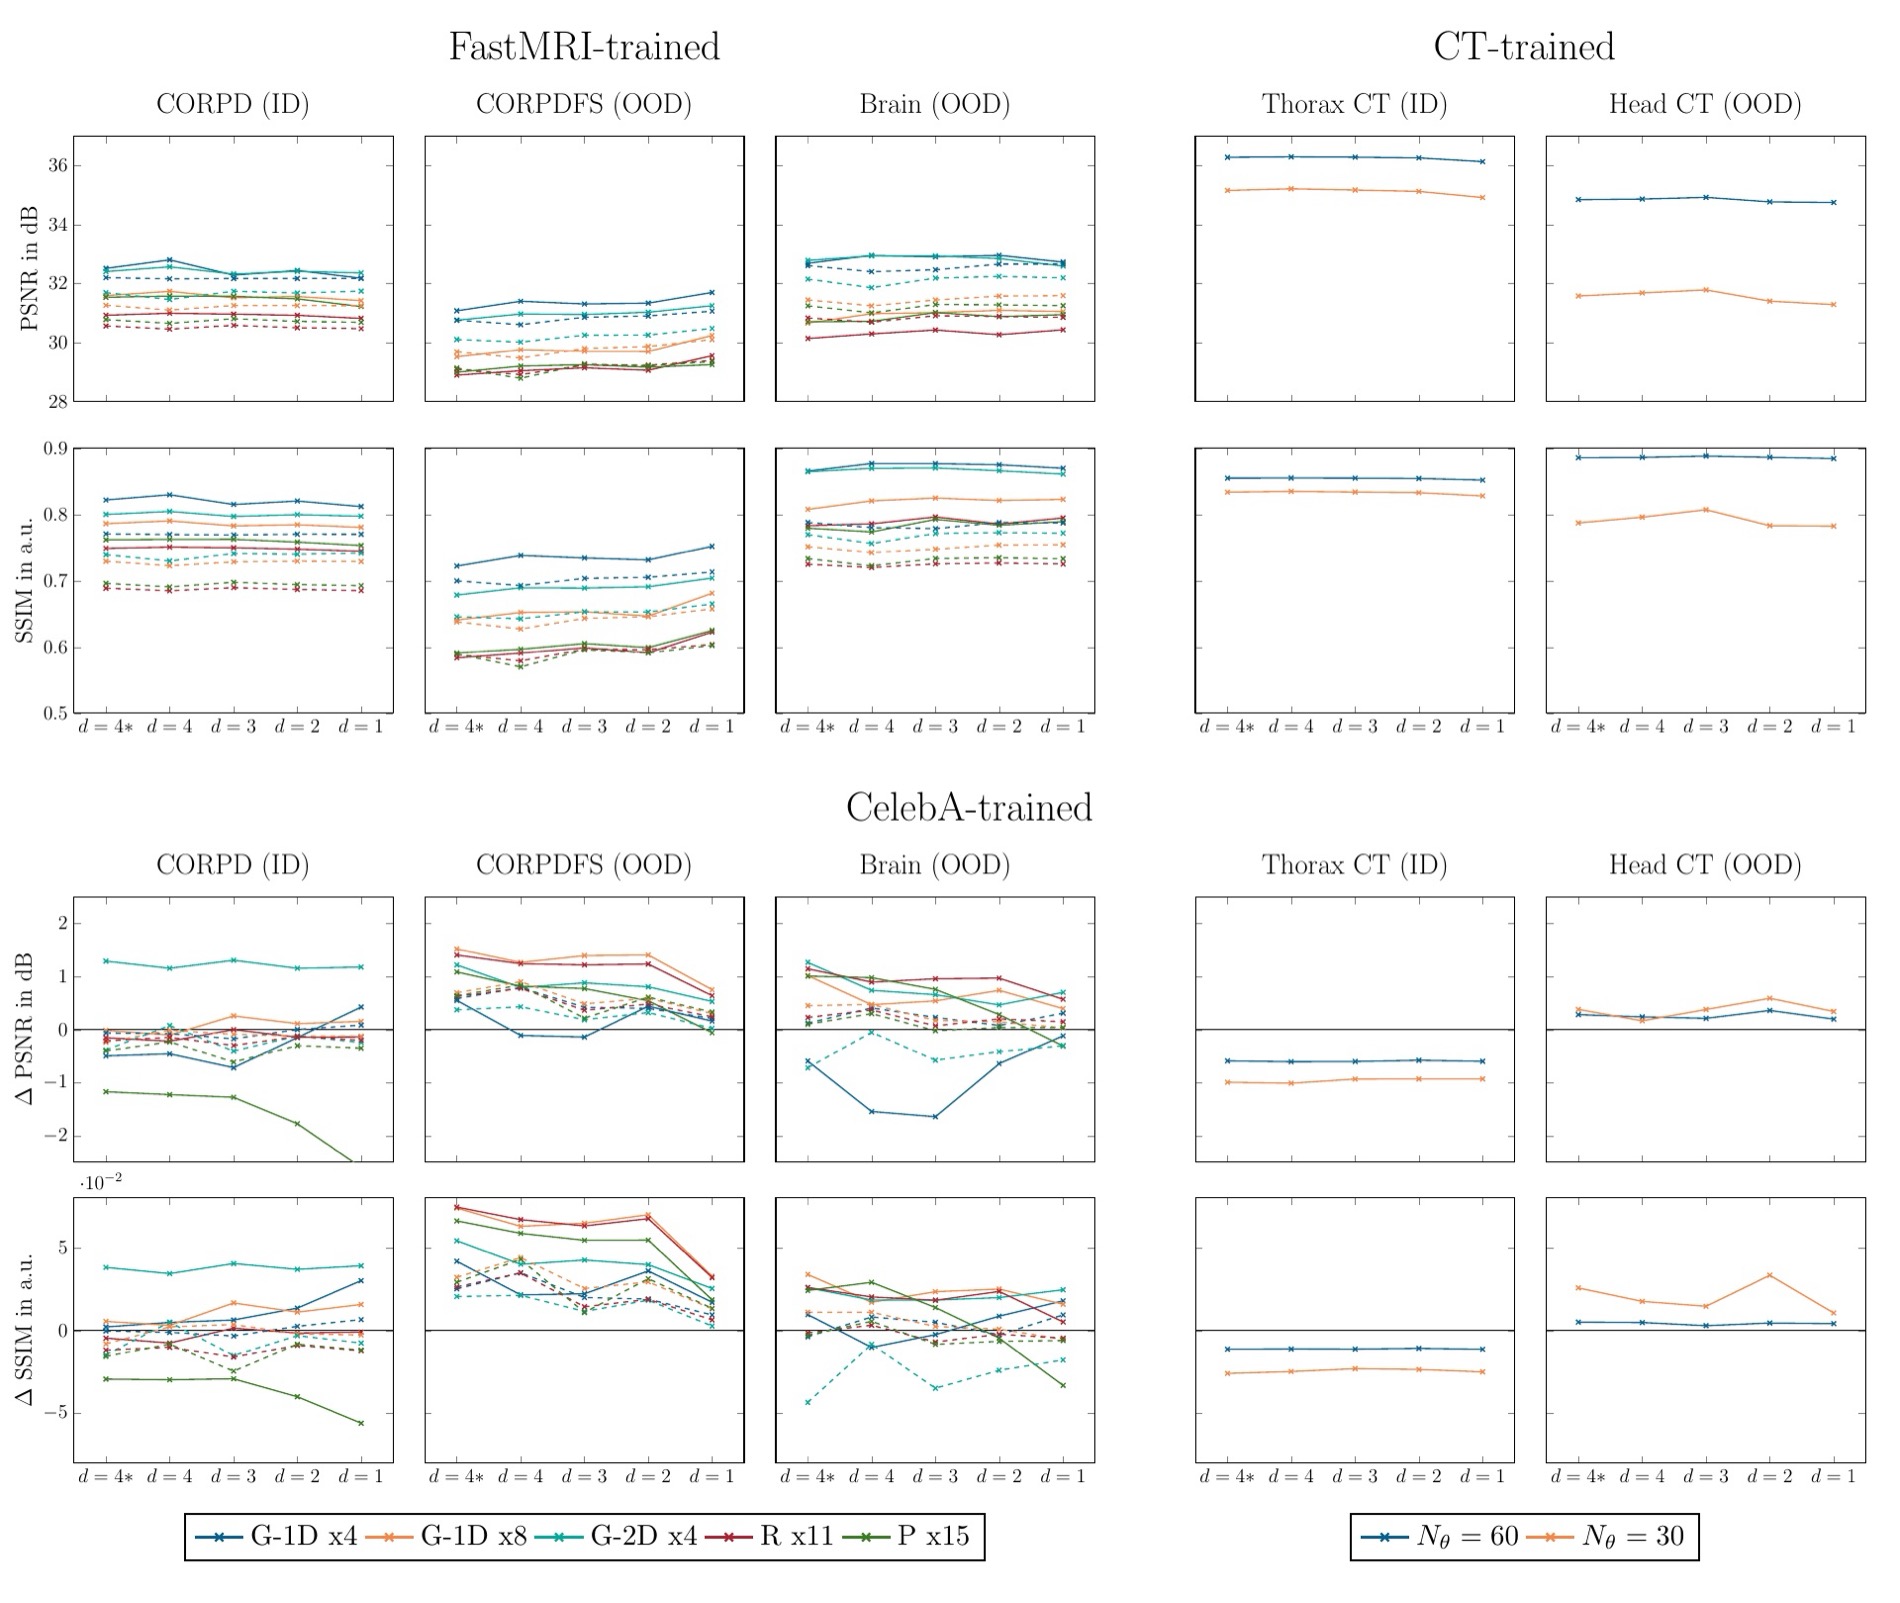 FastMRI-trained CT-trained
CORPD (ID) CORPDFS (OOD) Brain (OOD) Thorax CT (ID) Head CT (OOD)
PSNR in dB
36
34
32
30
28
SSIM in a.u.
0.9
0.8
0.7
0.6
0.5
d = 4* d = 4 d = 3 d = 2 d = 1 d = 4* d = 4 d = 3 d = 2 d = 1 d = 4* d = 4 d = 3 d = 2 d = 1 d = 4* d = 4 d = 3 d = 2 d = 1 d = 4* d = 4 d = 3 d = 2 d = 1
CelebA-trained
CORPD (ID) CORPDFS (OOD) Brain (OOD) Thorax CT (ID) Head CT (OOD)
Δ PSNR in dB
2
1
0
−1
−2
·10⁻²
Δ SSIM in a.u.
5
0
−5
d = 4* d = 4 d = 3 d = 2 d = 1 d = 4* d = 4 d = 3 d = 2 d = 1 d = 4* d = 4 d = 3 d = 2 d = 1 d = 4* d = 4 d = 3 d = 2 d = 1 d = 4* d = 4 d = 3 d = 2 d = 1
G-1D x4 G-1D x8 G-2D x4 R x11 P x15 N_θ = 60 N_θ = 30